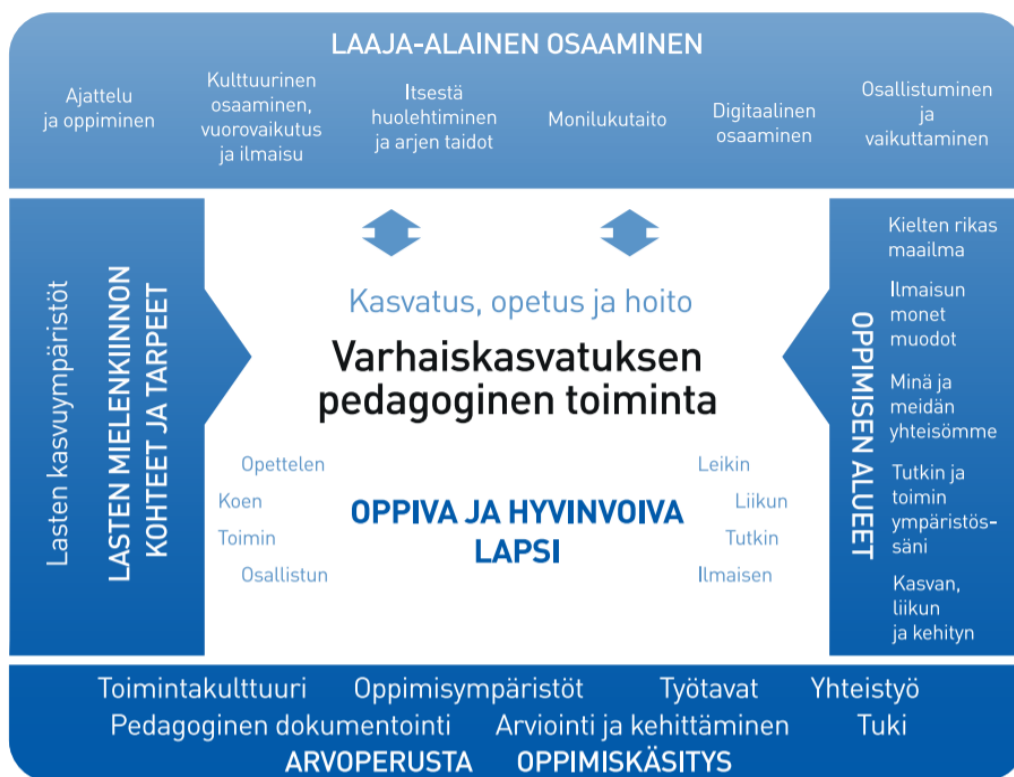 LAAJA-ALAINEN OSAAMINEN
Ajattelu
ja oppiminen
Kulttuurinen
osaaminen,
vuorovaikutus
ja ilmaisu
Itsestä
huolehtiminen
ja arjen taidot
Monilukutaito
Digitaalinen
osaaminen
Osallistuminen
ja
vaikuttaminen
Lasten kasvuympäristöt
LASTEN MIELENKIINNON
KOHTEET JA TARPEET
Kasvatus, opetus ja hoito
Varhaiskasvatuksen
pedagoginen toiminta
Opettelen
Koen
Toimin
Osallistun
OPPIVA JA HYVINVOIVA
LAPSI
Leikin
Liikun
Tutkin
Ilmaisen
OPPIMISEN ALUEET
Kielten rikas
maailma
Ilmaisun
monet
muodot
Minä ja
meidän
yhteisömme
Tutkin ja
toimin
ympäristös-
säni
Kasvan,
liikun
ja kehityn
Toimintakulttuuri Oppimisympäristöt Työtavat Yhteistyö
Pedagoginen dokumentointi Arviointi ja kehittäminen Tuki
ARVOPERUSTA OPPIMISKÄSITYS